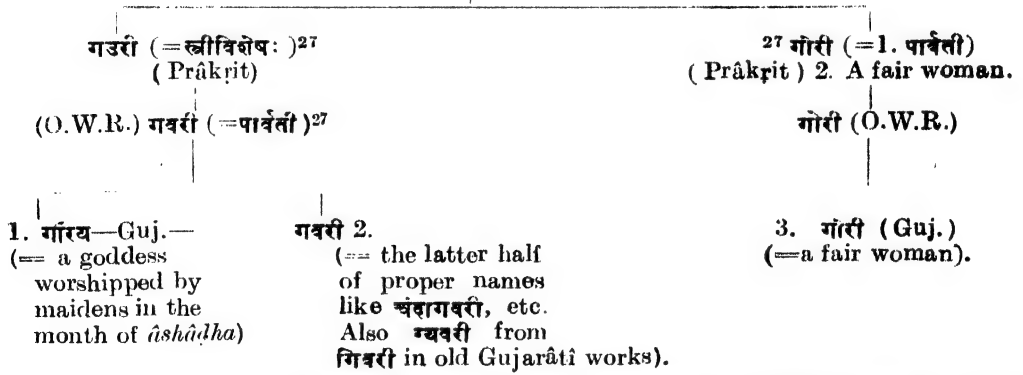 गउरी (=स्त्रीविशेषः)²⁷
(Prâkṛit)
²⁷ गोरी (=1. पार्वती)
(Prâkṛit) 2. A fair woman.
(O.W.R.) गवरी (=पार्वती)²⁷
गोरी (O.W.R.)
1. गॉरय—Guj.—
(= a goddess
worshipped by
maidens in the
month of âshâḍha)
गवरी 2.
(= the latter half
of proper names
like चंदागवरी, etc.
Also ग्यवरी from
गिवरी in old Gujarâtî works).
3. गॉरी (Guj.)
(=a fair woman).